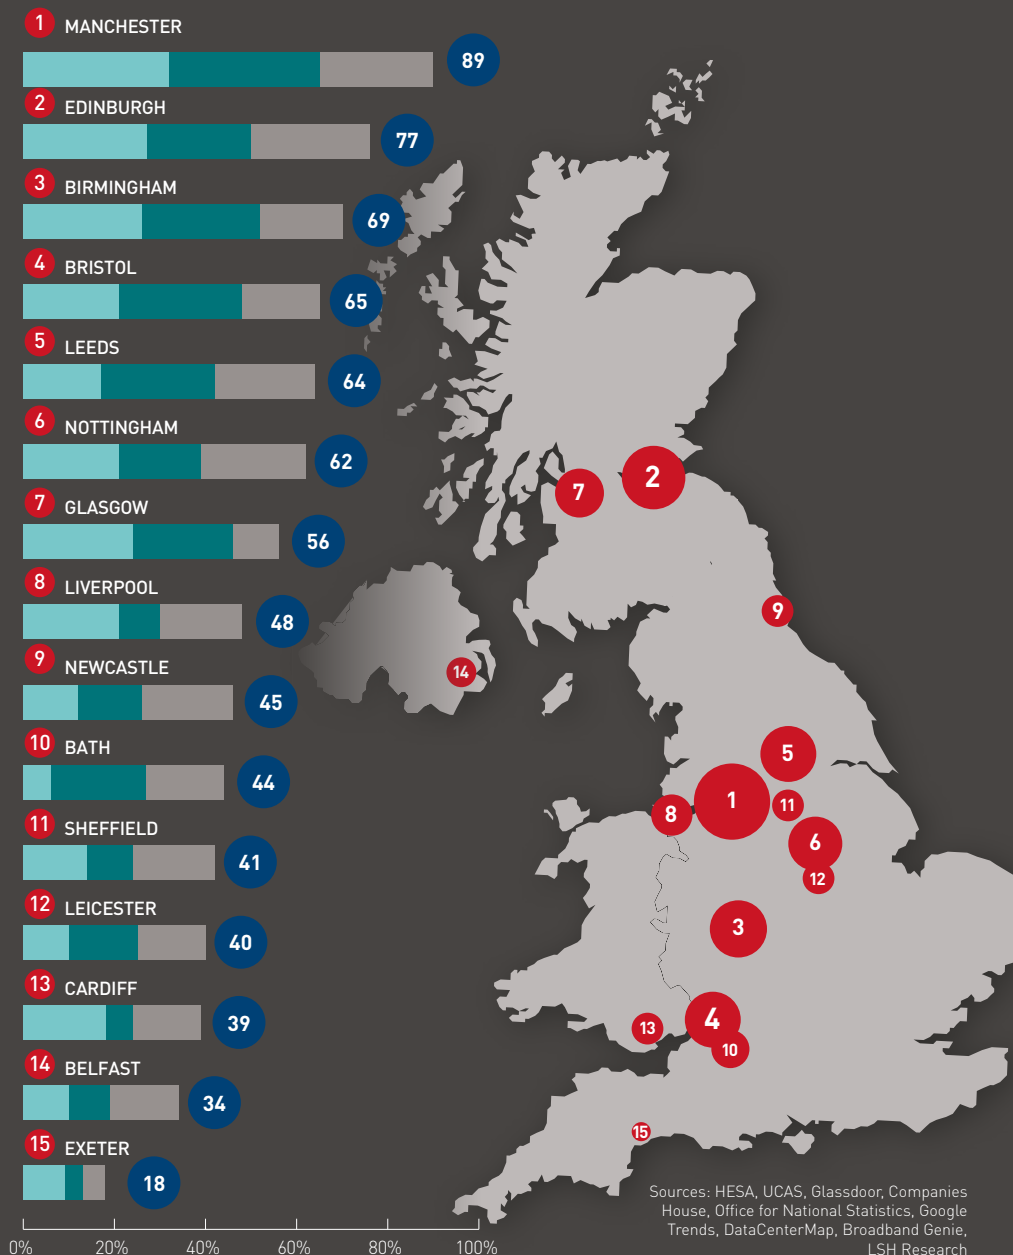 1 MANCHESTER
89
2 EDINBURGH
77
3 BIRMINGHAM
69
4 BRISTOL
65
5 LEEDS
64
6 NOTTINGHAM
62
7 GLASGOW
56
8 LIVERPOOL
48
9 NEWCASTLE
45
10 BATH
44
11 SHEFFIELD
41
12 LEICESTER
40
13 CARDIFF
39
14 BELFAST
34
15 EXETER
18
0% 20% 40% 60% 80% 100%
2
7
9
14
5
1
11
8
6
12
3
4
13
10
15
Sources: HESA, UCAS, Glassdoor, Companies
House, Office for National Statistics, Google
Trends, DataCenterMap, Broadband Genie,
LSH Research